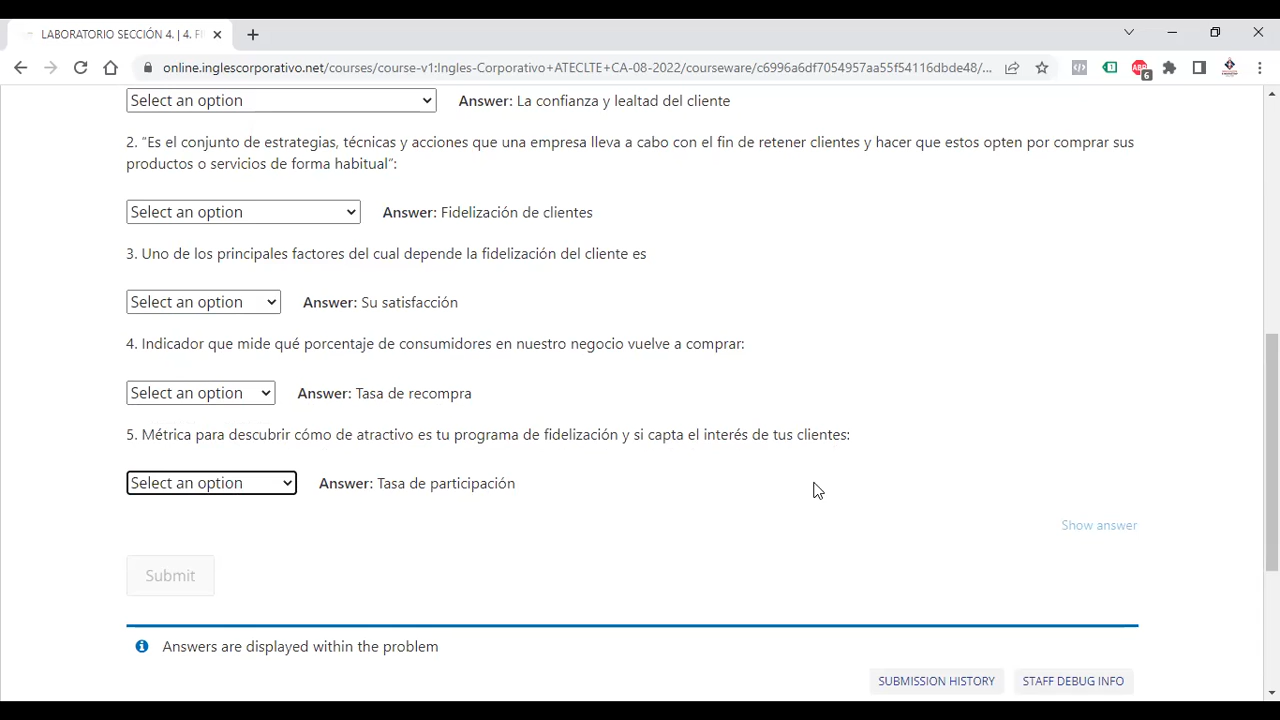 LABORATORIO SECCIÓN 4. | 4. FI
online.inglescorporativo.net/courses/course-v1:Ingles-Corporativo+ATECLTE+CA-08-2022/courseware/c6996a6df7054957aa55f54116dbde48/...
1
ABP
6
Select an option Answer: La confianza y lealtad del cliente
2. “Es el conjunto de estrategias, técnicas y acciones que una empresa lleva a cabo con el fin de retener clientes y hacer que estos opten por comprar sus
productos o servicios de forma habitual”:
Select an option Answer: Fidelización de clientes
3. Uno de los principales factores del cual depende la fidelización del cliente es
Select an option Answer: Su satisfacción
4. Indicador que mide qué porcentaje de consumidores en nuestro negocio vuelve a comprar:
Select an option Answer: Tasa de recompra
5. Métrica para descubrir cómo de atractivo es tu programa de fidelización y si capta el interés de tus clientes:
Select an option Answer: Tasa de participación
Show answer
Submit
Answers are displayed within the problem
SUBMISSION HISTORY STAFF DEBUG INFO